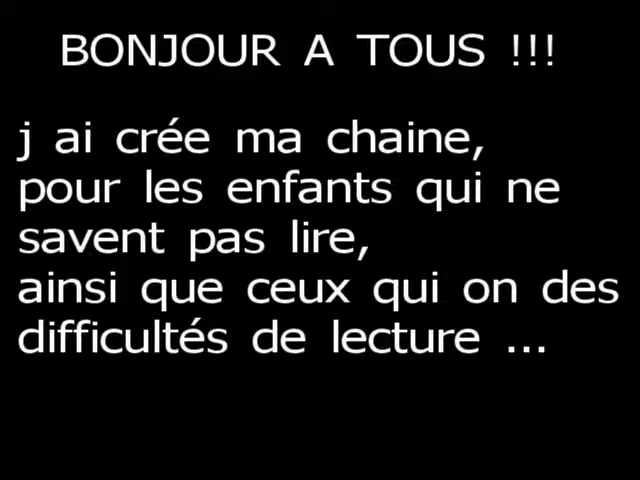 BONJOUR A TOUS !!!
j ai crée ma chaine,
pour les enfants qui ne
savent pas lire,
ainsi que ceux qui on des
difficultés de lecture ...